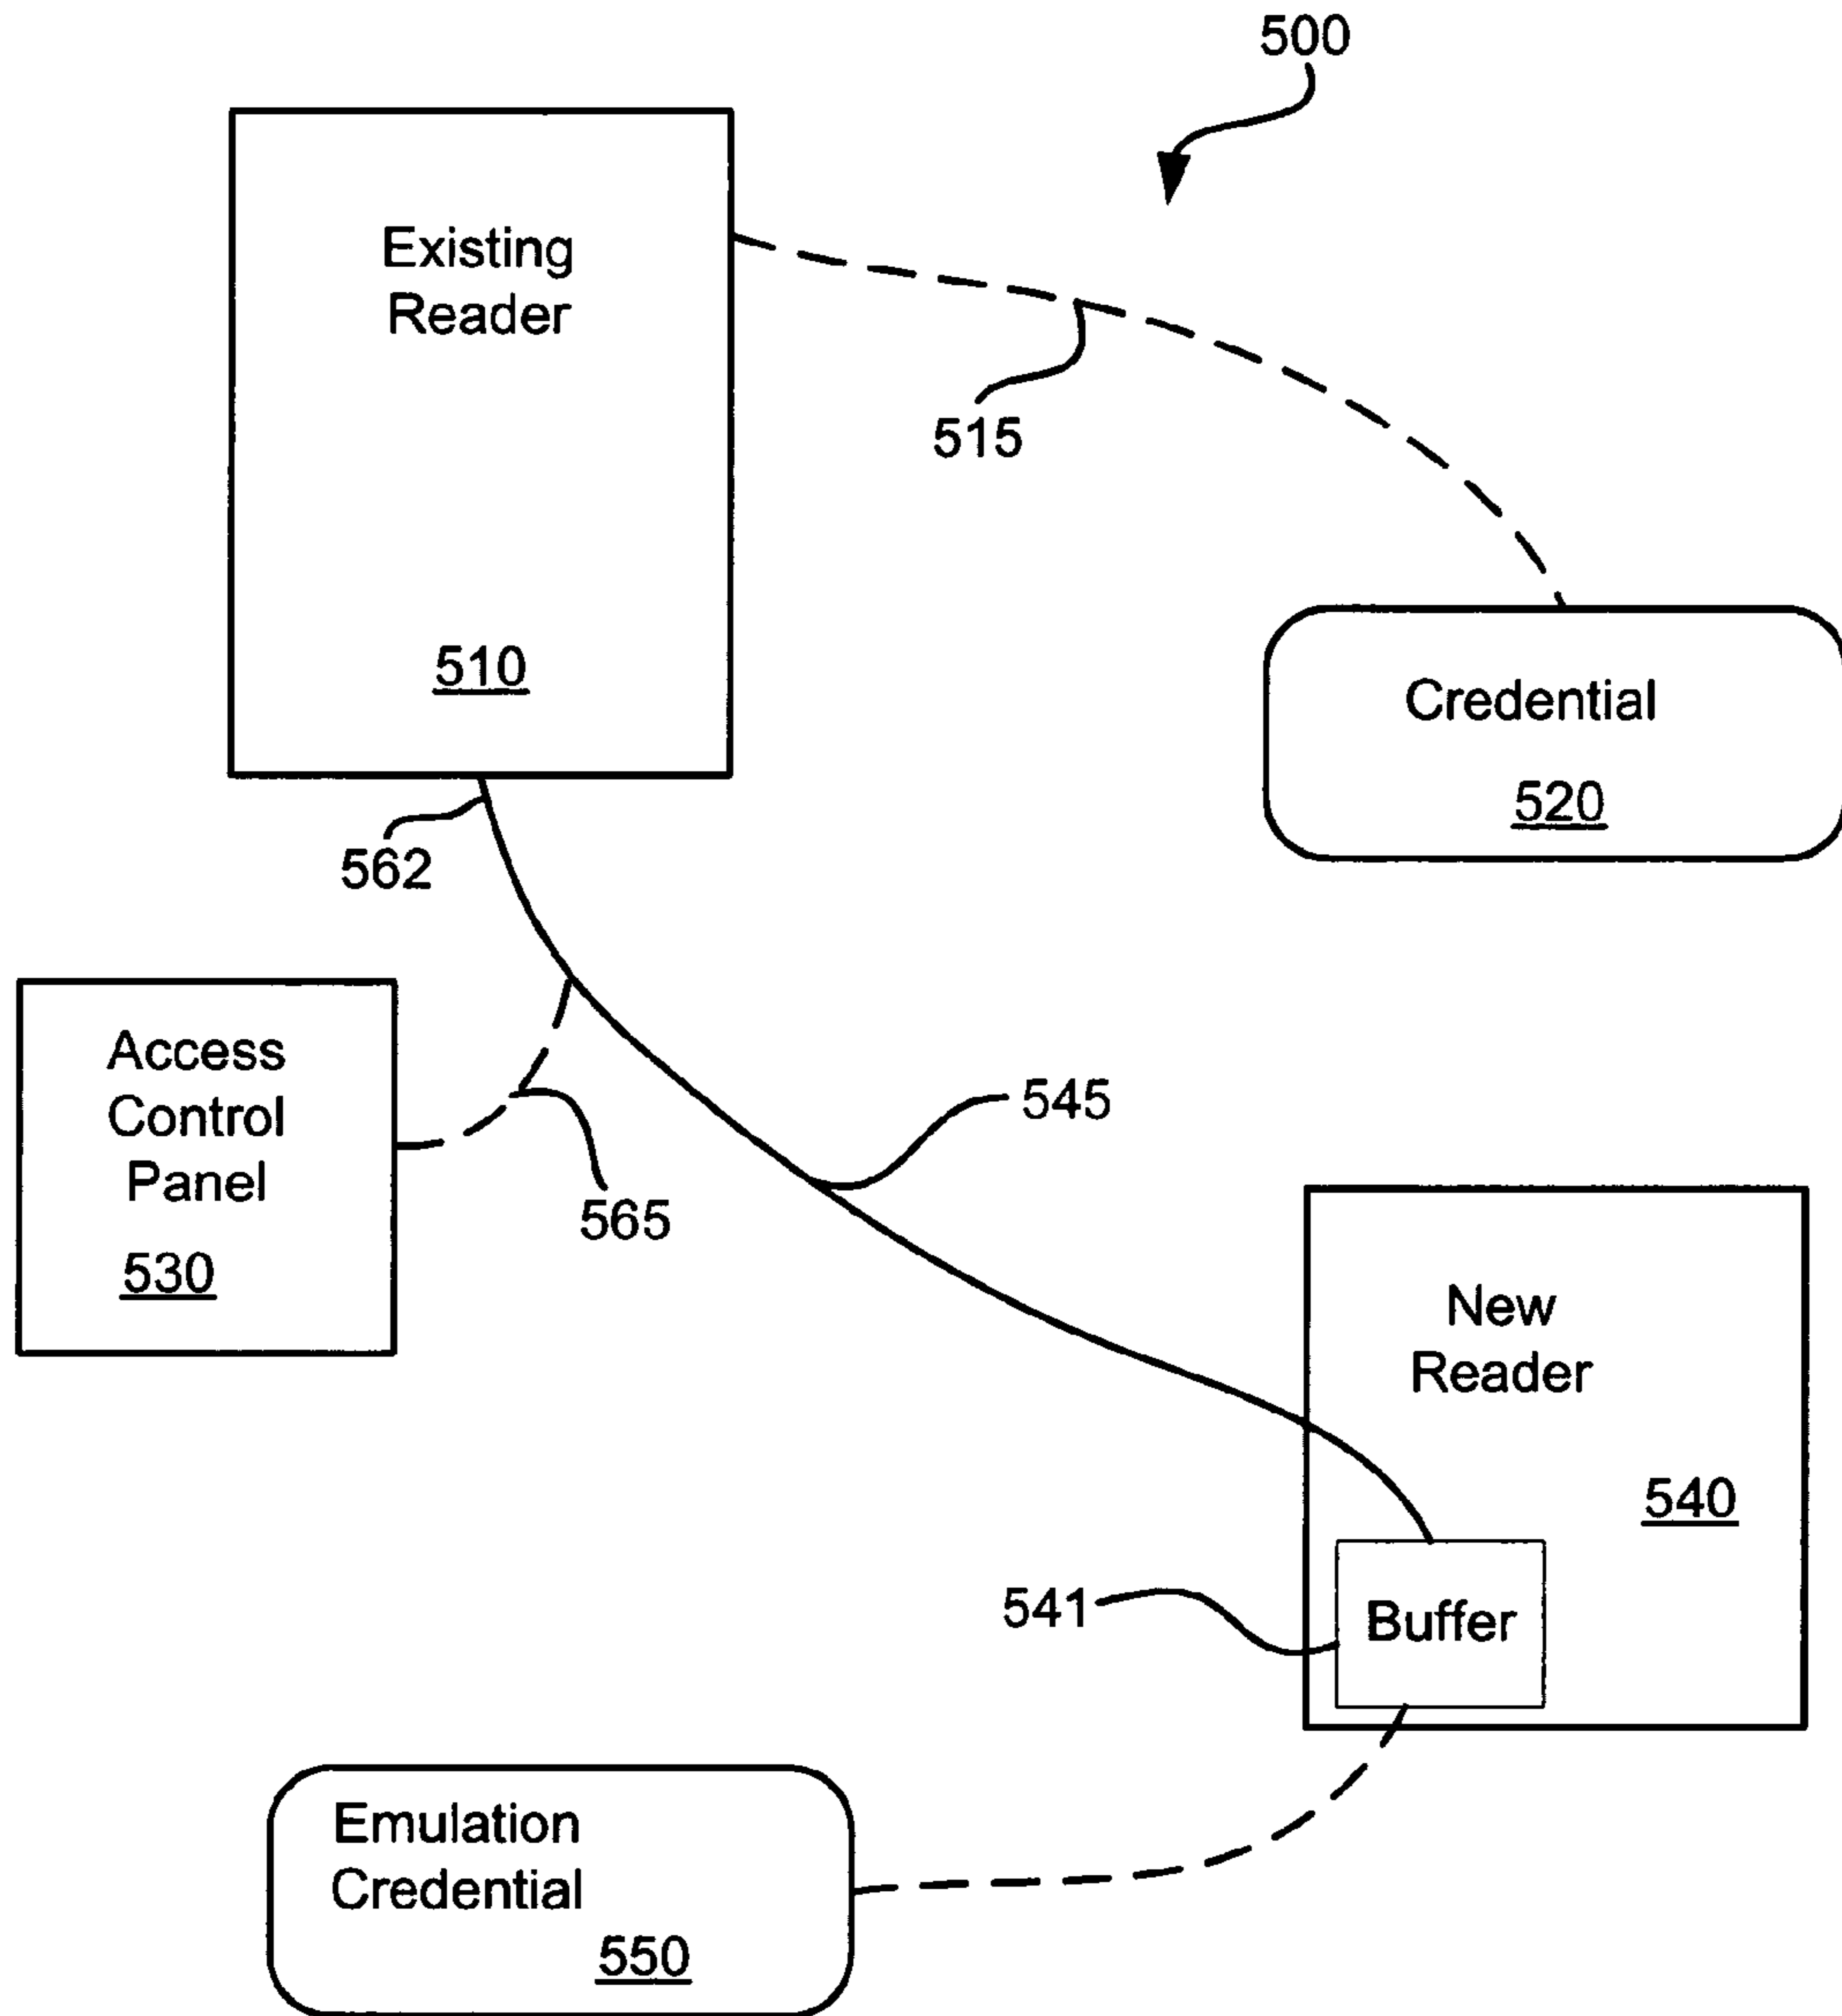 500
Existing
Reader
510
515
Credential
520
562
Access
Control
Panel
530
565
545
New
Reader
540
541
Buffer
Emulation
Credential
550